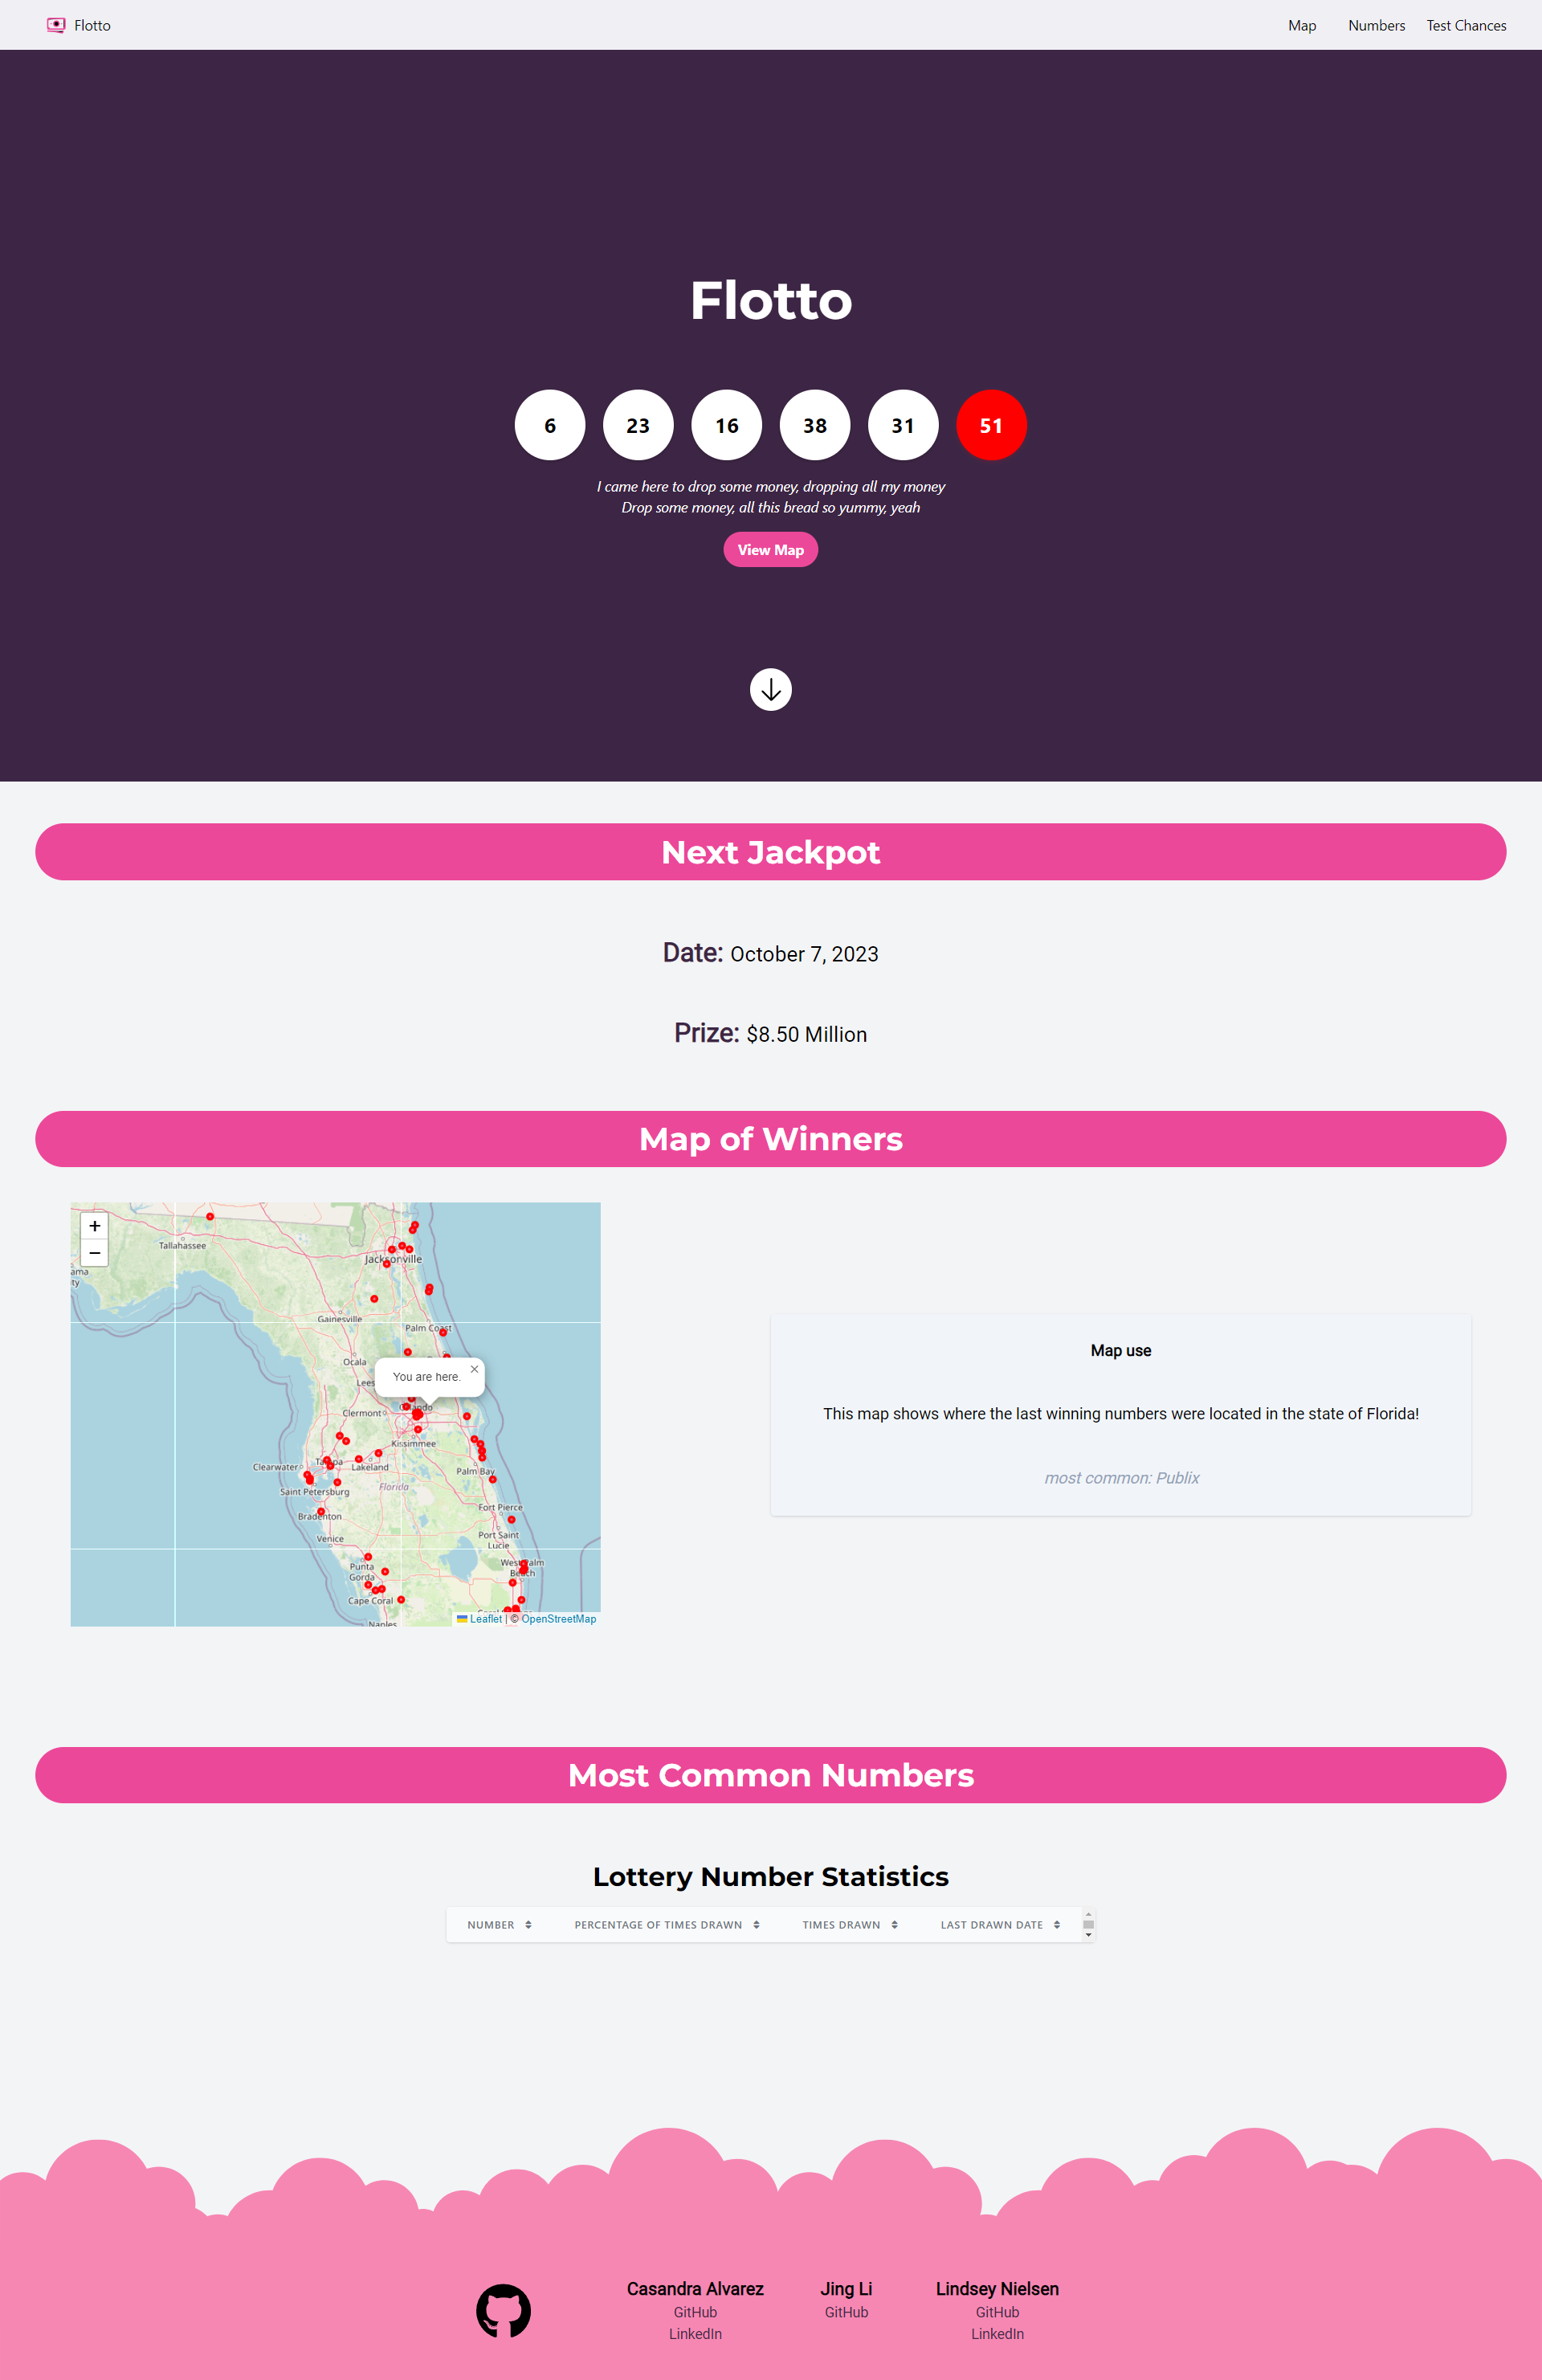 Flotto
Map
Numbers
Test Chances
Flotto
6
23
16
38
31
51
I came here to drop some money, dropping all my money
Drop some money, all this bread so yummy, yeah
View Map
Next Jackpot
Date: October 7, 2023
Prize: $8.50 Million
Map of Winners
+
−
Tallahassee
Jacksonville
ama
ty
Gainesville
Palm Coast
Ocala
Lees
You are here.
×
Clermont
Orlando
Kissimmee
Tampa
Clearwater
Lakeland
Palm Bay
Saint Petersburg
Florida
Fort Pierce
Bradenton
Venice
Port Saint
Lucie
Punta
Gorda
West Palm
Beach
Cape Coral
Naples
Leaflet | © OpenStreetMap
Map use
This map shows where the last winning numbers were located in the state of Florida!
most common: Publix
Most Common Numbers
Lottery Number Statistics
NUMBER
PERCENTAGE OF TIMES DRAWN
TIMES DRAWN
LAST DRAWN DATE
Casandra Alvarez
GitHub
LinkedIn
Jing Li
GitHub
Lindsey Nielsen
GitHub
LinkedIn